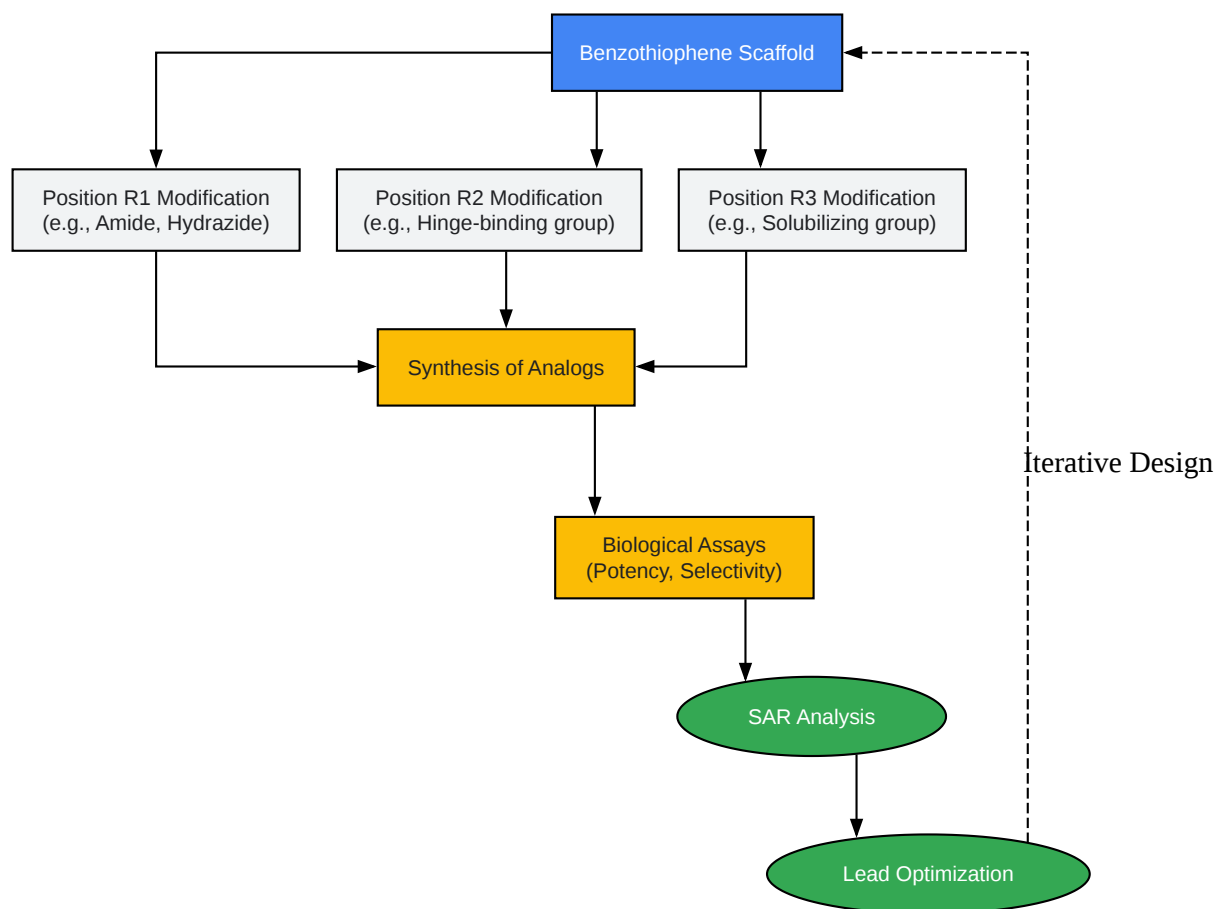 Benzothiophene Scaffold
Position R1 Modification
(e.g., Amide, Hydrazide)
Position R2 Modification
(e.g., Hinge-binding group)
Position R3 Modification
(e.g., Solubilizing group)
Synthesis of Analogs
Iterative Design
Biological Assays
(Potency, Selectivity)
SAR Analysis
Lead Optimization